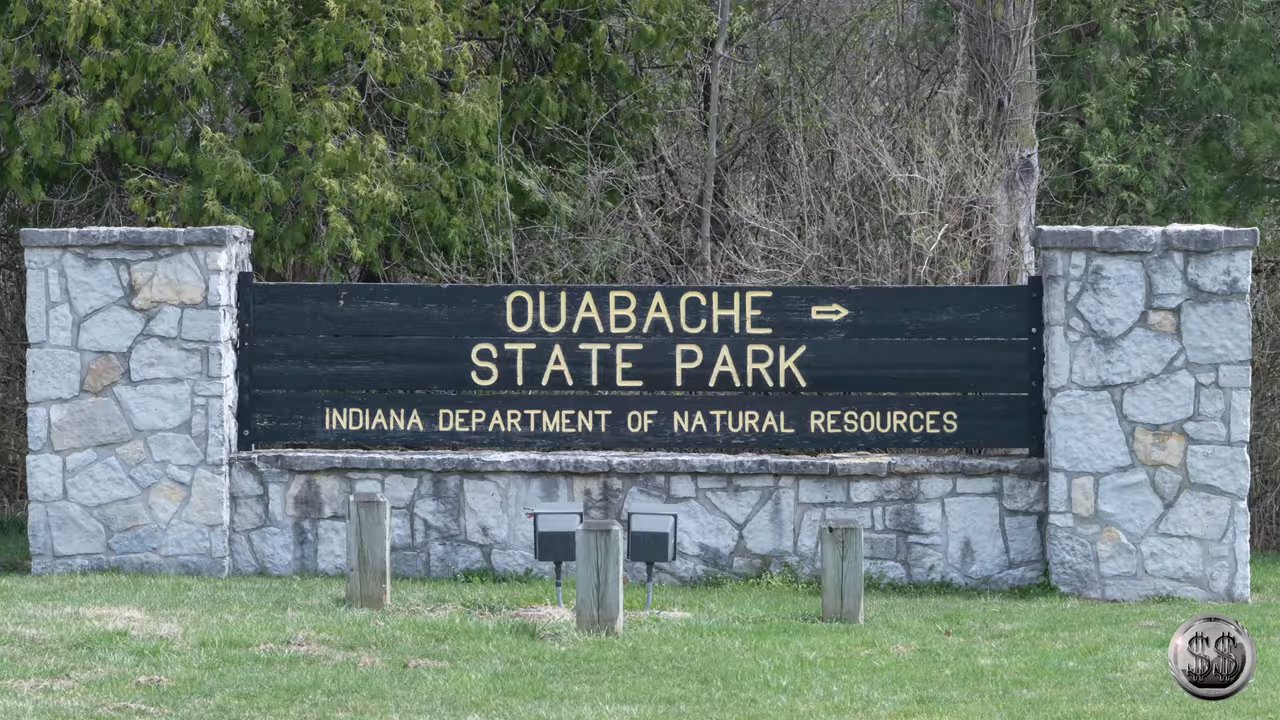 OUABACHE ⇨
STATE PARK
INDIANA DEPARTMENT OF NATURAL RESOURCES
$$